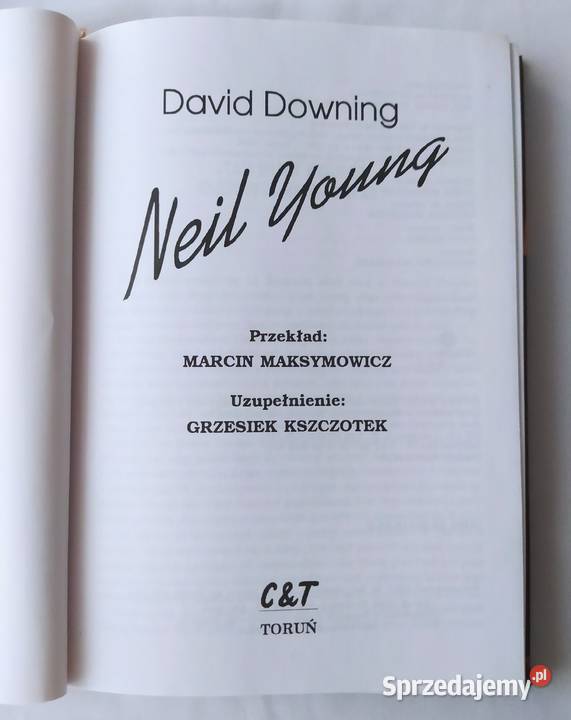 David Downing
Neil Young
Przekład:
MARCIN MAKSYMOWICZ
Uzupełnienie:
GRZESIEK KSZCZOTEK
C&T
TORUŃ
Sprzedajemy.pl